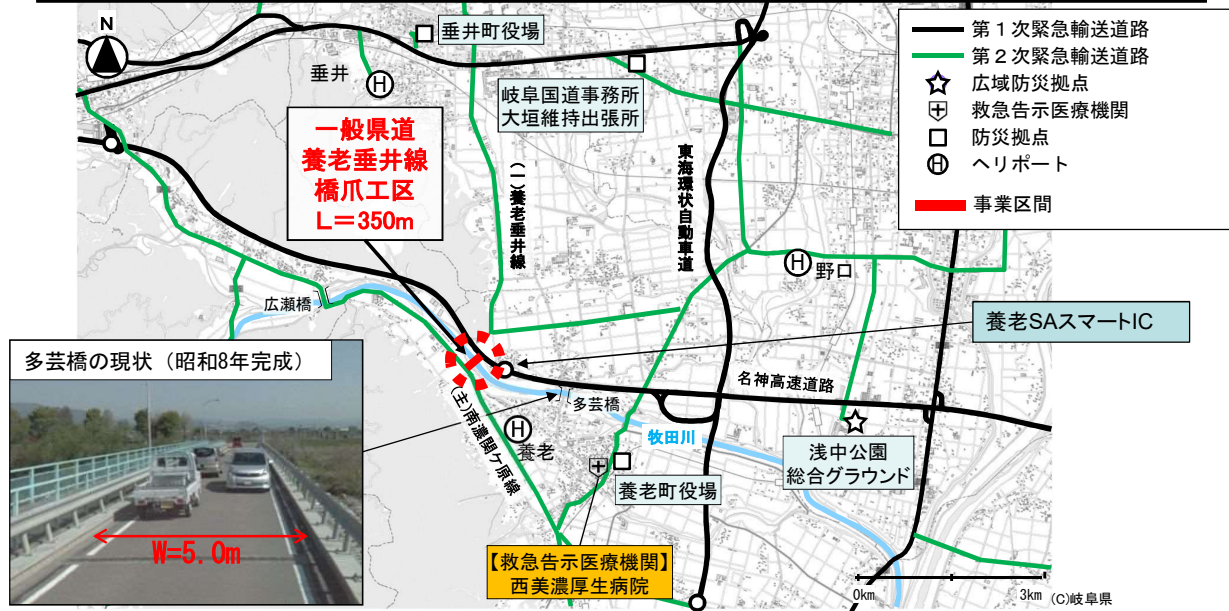 N
垂井町役場
垂井
H
岐阜国道事務所
大垣維持出張所
一般県道
養老垂井線
橋爪工区
L=350m
(一)養老垂井線
東海環状自動車道
第1次緊急輸送道路
第2次緊急輸送道路
広域防災拠点
救急告示医療機関
防災拠点
H
ヘリポート
事業区間
H
野口
広瀬橋
養老SAスマートIC
多芸橋の現状(昭和8年完成)
W=5.0m
名神高速道路
多芸橋
(主)南濃関ケ原線
H
養老
牧田川
浅中公園
総合グラウンド
養老町役場
【救急告示医療機関】
西美濃厚生病院
0km
3km
(C)岐阜県